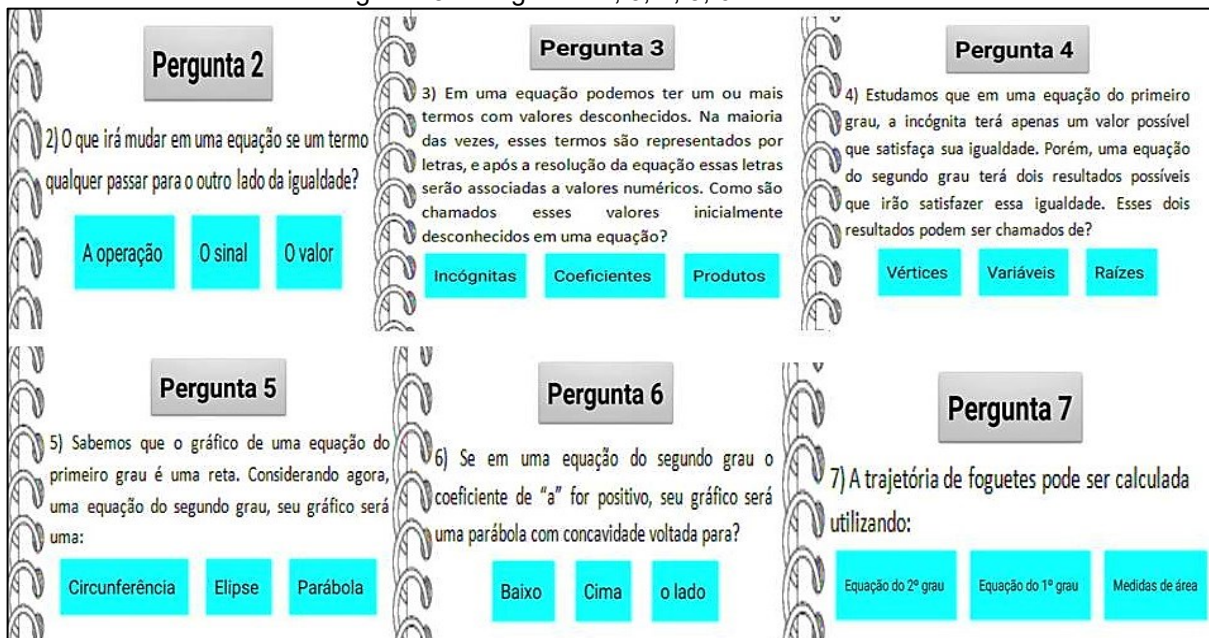 Pergunta 2
2) O que irá mudar em uma equação se um termo
qualquer passar para o outro lado da igualdade?
A operação
O sinal
O valor
Pergunta 3
3) Em uma equação podemos ter um ou mais
termos com valores desconhecidos. Na maioria
das vezes, esses termos são representados por
letras, e após a resolução da equação essas letras
serão associadas a valores numéricos. Como são
chamados esses valores inicialmente
desconhecidos em uma equação?
Incógnitas
Coeficientes
Produtos
Pergunta 4
4) Estudamos que em uma equação do primeiro
grau, a incógnita terá apenas um valor possível
que satisfaça sua igualdade. Porém, uma equação
do segundo grau terá dois resultados possíveis
que irão satisfazer essa igualdade. Esses dois
resultados podem ser chamados de?
Vértices
Variáveis
Raízes
Pergunta 5
5) Sabemos que o gráfico de uma equação do
primeiro grau é uma reta. Considerando agora,
uma equação do segundo grau, seu gráfico será
uma:
Circunferência
Elipse
Parábola
Pergunta 6
6) Se em uma equação do segundo grau o
coeficiente de “a” for positivo, seu gráfico será
uma parábola com concavidade voltada para?
Baixo
Cima
o lado
Pergunta 7
7) A trajetória de foguetes pode ser calculada
utilizando:
Equação do 2º grau
Equação do 1º grau
Medidas de área